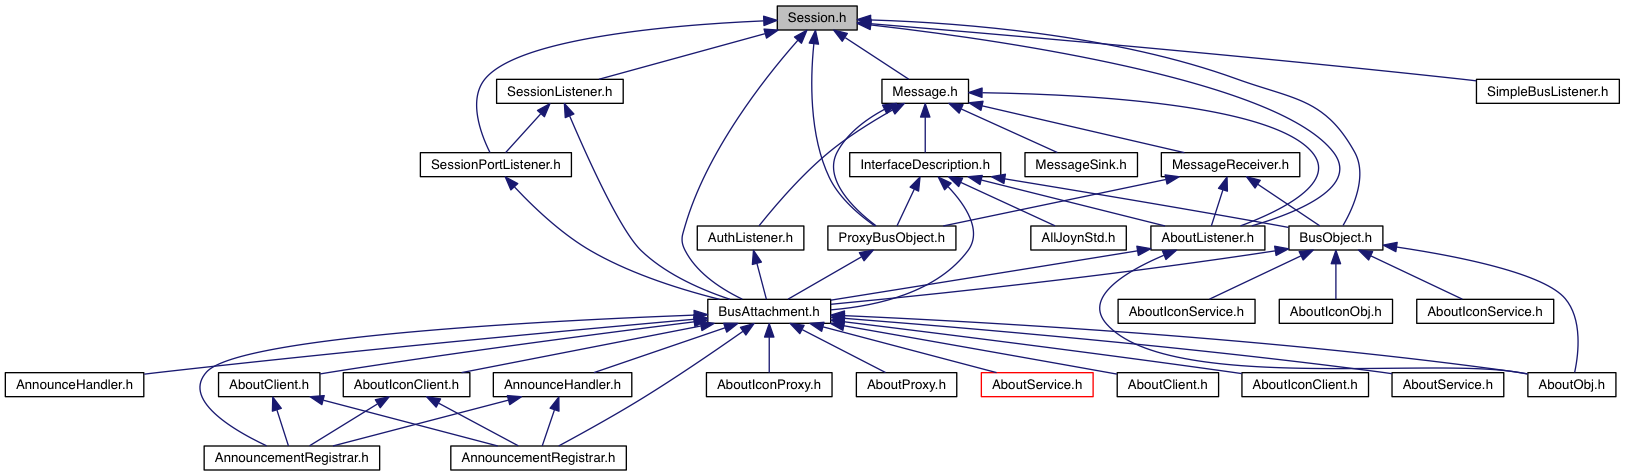 Session.h
SessionListener.h
Message.h
SimpleBusListener.h
SessionPortListener.h
InterfaceDescription.h
MessageSink.h
MessageReceiver.h
AuthListener.h
ProxyBusObject.h
AllJoynStd.h
AboutListener.h
BusObject.h
BusAttachment.h
AboutIconService.h
AboutIconObj.h
AboutIconService.h
AnnounceHandler.h
AboutClient.h
AboutIconClient.h
AnnounceHandler.h
AboutIconProxy.h
AboutProxy.h
AboutService.h
AboutClient.h
AboutIconClient.h
AboutService.h
AboutObj.h
AnnouncementRegistrar.h
AnnouncementRegistrar.h